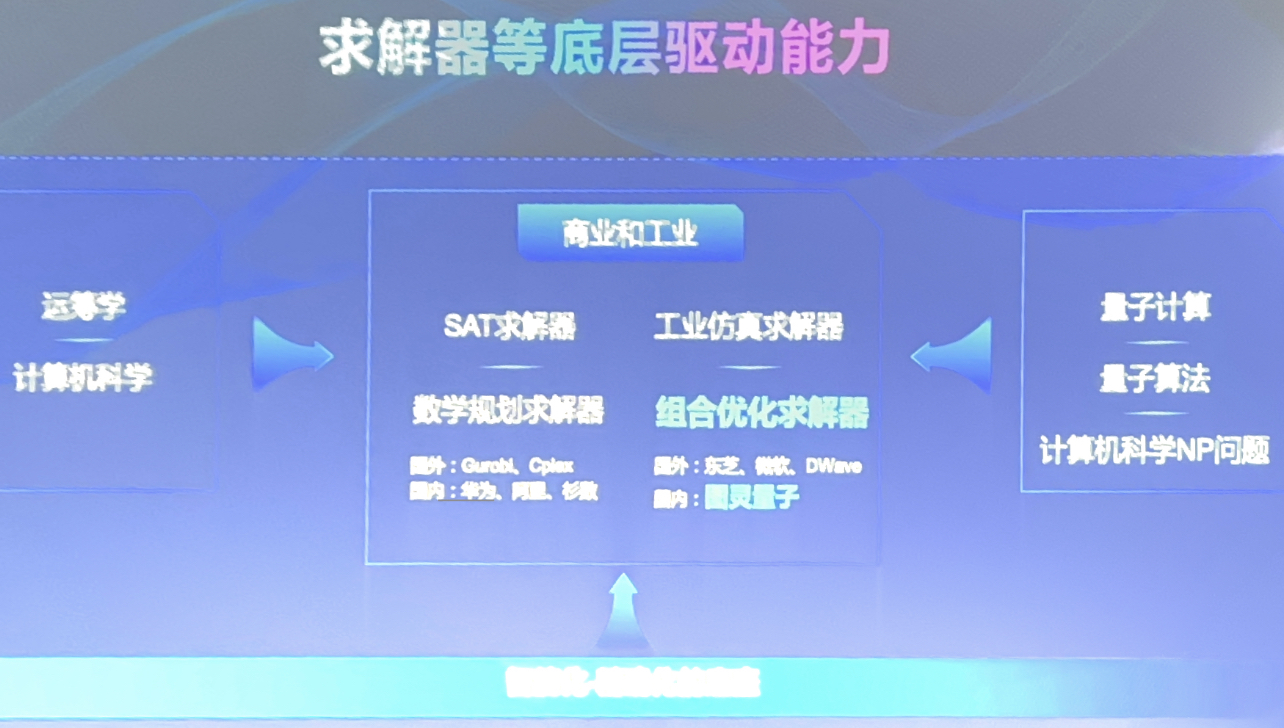 求解器等底层驱动能力
运筹学
计算机科学
商业和工业
SAT求解器
数学规划求解器
国外：Gurobi、Cplex
国内：华为、阿里、杉数
工业仿真求解器
组合优化求解器
国外：东芝、微软、DWave
国内：图灵量子
量子计算
量子算法
计算机科学NP问题